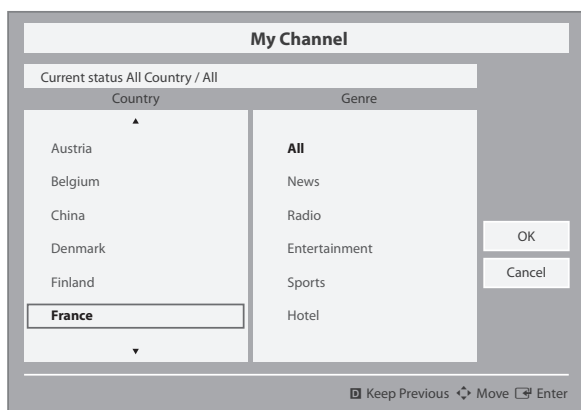 My Channel
Current status All Country / All
Country Genre
▲
Austria All
Belgium News
China Radio
Denmark Entertainment
Finland Sports
France Hotel
▼
OK
Cancel
D Keep Previous Move Enter